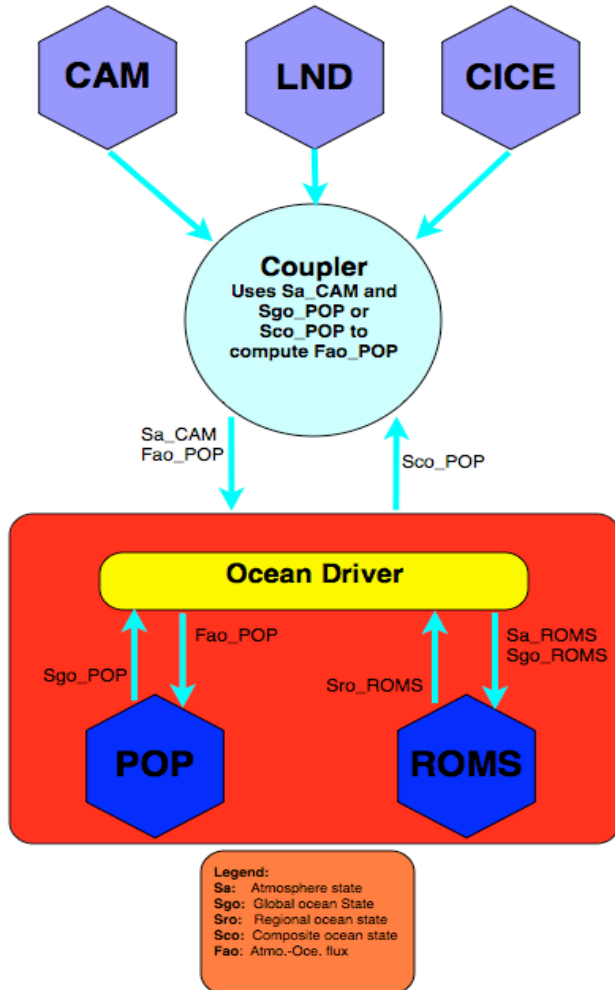 CAM
LND
CICE
Coupler
Uses Sa_CAM and
Sgo_POP or
Sco_POP to
compute Fao_POP
Sa_CAM
Fao_POP
Sco_POP
Ocean Driver
Sgo_POP
Fao_POP
Sro_ROMS
Sa_ROMS
Sgo_ROMS
POP
ROMS
Legend:
Sa: Atmosphere state
Sgo: Global ocean State
Sro: Regional ocean state
Sco: Composite ocean state
Fao: Atmo.-Oce. flux